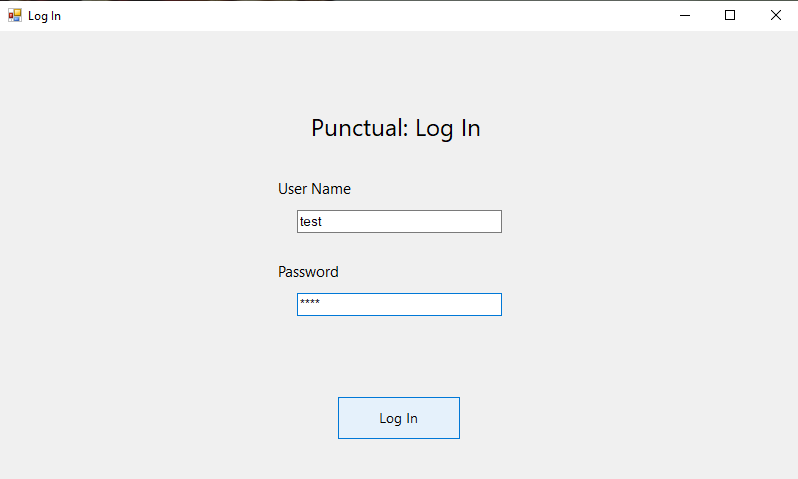 Log In
Punctual: Log In
User Name
test
Password
****
Log In